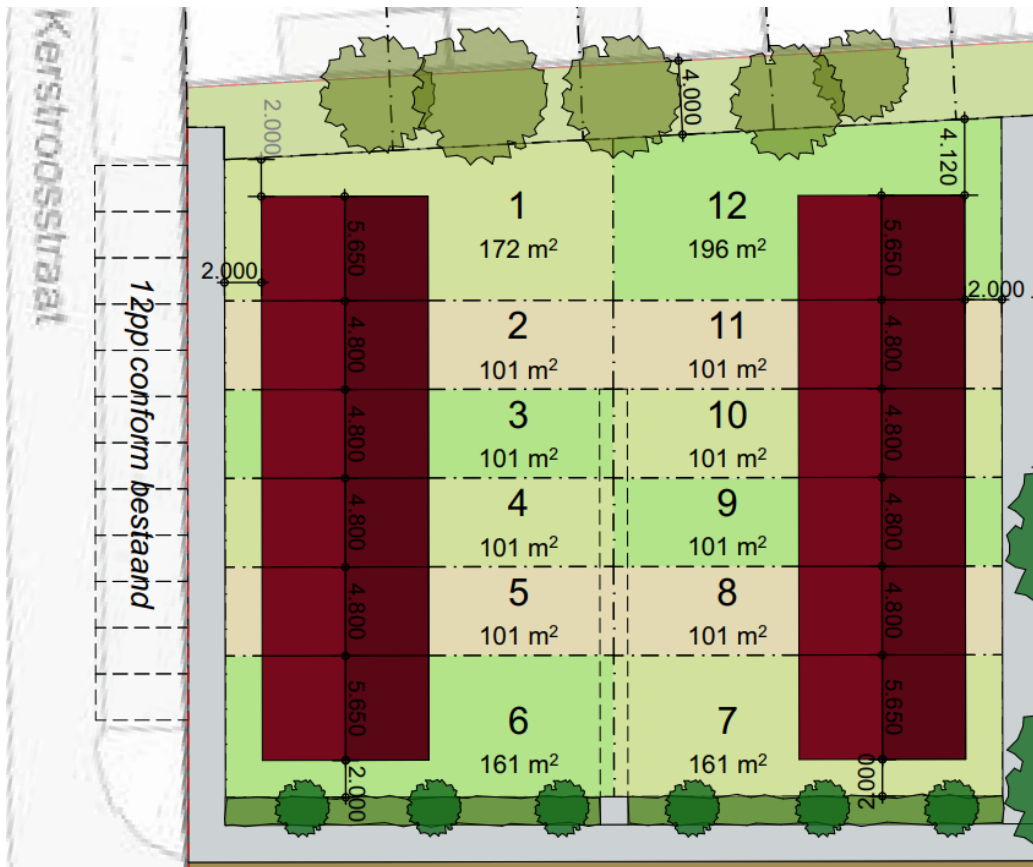 Kerstroosstraat
2.000
4.000
4.120
1
172 m²
12
196 m²
5.650
5.650
2.000
2.000
12pp conform bestaand
2
101 m²
11
101 m²
4.800
4.800
3
101 m²
10
101 m²
4.800
4.800
4
101 m²
9
101 m²
4.800
4.800
5
101 m²
8
101 m²
4.800
4.800
6
161 m²
7
161 m²
5.650
5.650
2.000
2.000